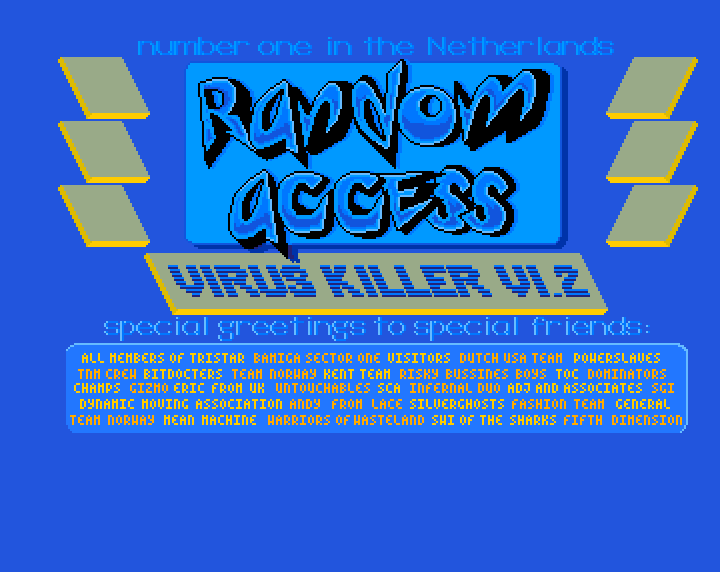 number one in the Netherlands
Random
access
VIRUS KILLER V1.2
special greetings to special friends:
ALL MEMBERS OF TRISTAR BAMIGA SECTOR ONE VISITORS DUTCH USA TEAM POWERSLAVES
TNM CREW BITDOCTERS TEAM NORWAY KENT TEAM RISKY BUSSINES BOYS TOC DOMINATORS
CHAMPS GIZMO ERIC FROM UK UNTOUCHABLES SCA INFERNAL DUO ADJ AND ASSOCIATES SGI
DYNAMIC MOVING ASSOCIATION ANDY FROM LACE SILVERGHOSTS FASHION TEAM GENERAL
TEAM NORWAY MEAN MACHINE WARRIORS OF WASTELAND SWI OF THE SHARKS FIFTH DIMENSION